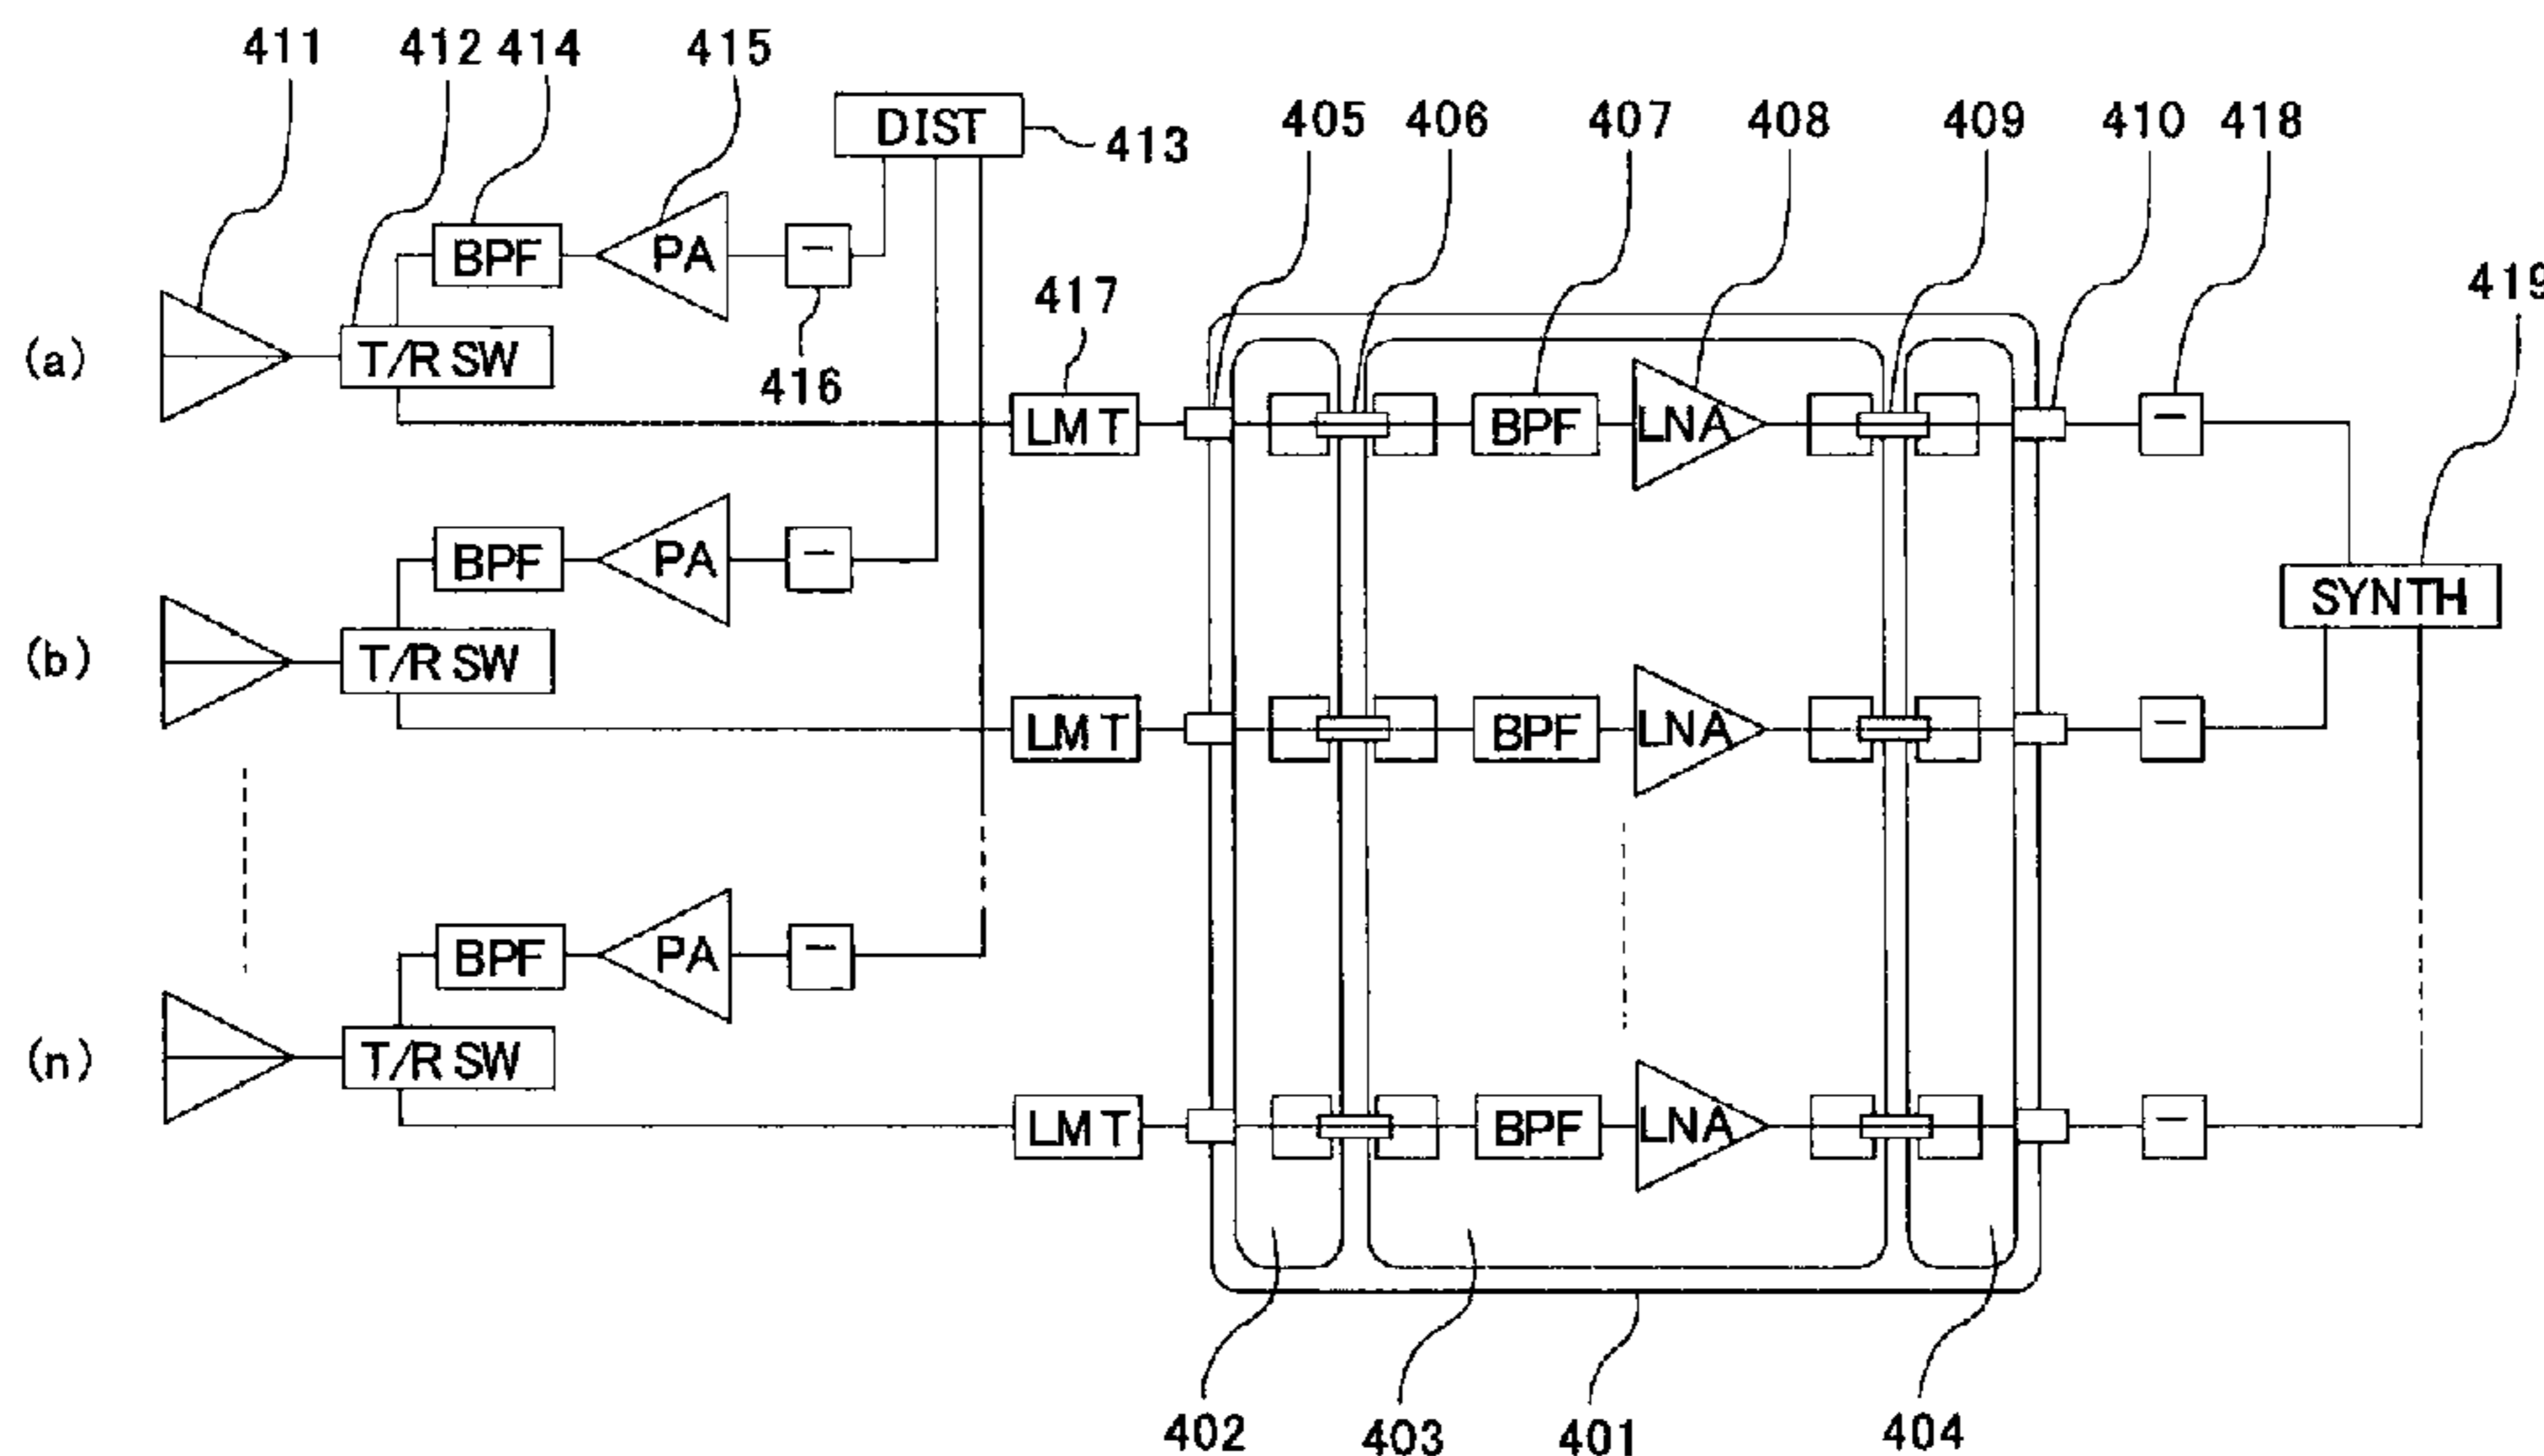 411 412 414 415
DIST
413
405 406 407 408 409 410 418
BPF PA −
417
419
(a) T/R SW
416
LMT BPF LNA −
BPF PA −
SYNTH
(b) T/R SW
LMT BPF LNA −
BPF PA −
(n) T/R SW
LMT BPF LNA −
402 403 401 404